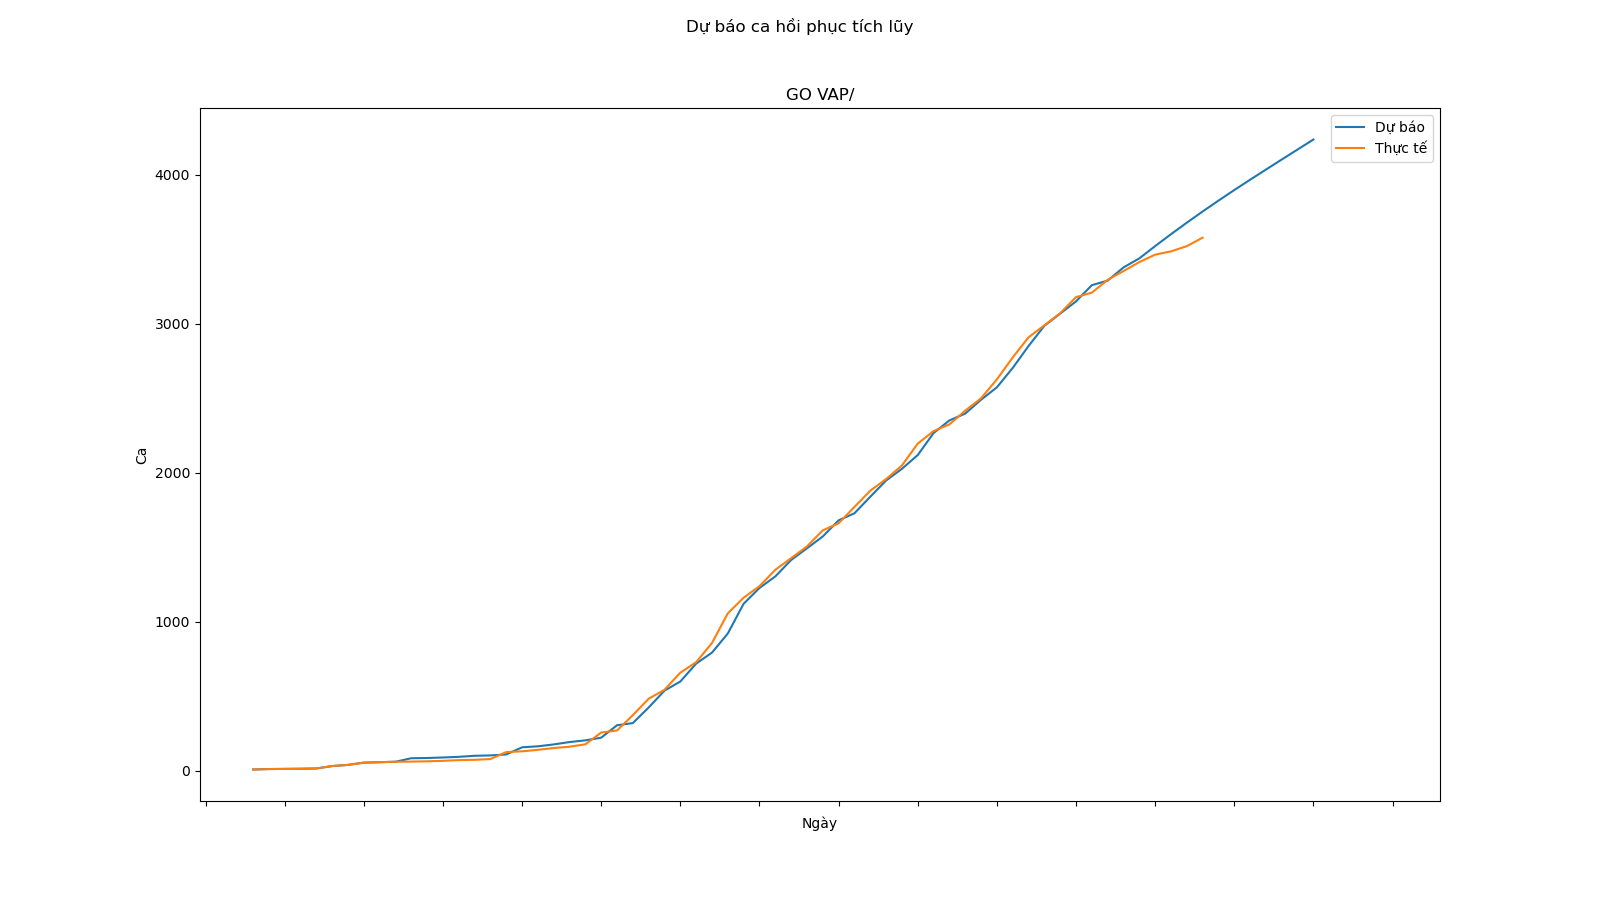 Dự báo ca hồi phục tích lũy
GO VAP/
Dự báo
Thực tế
4000
3000
2000
1000
0
Ca
Ngày